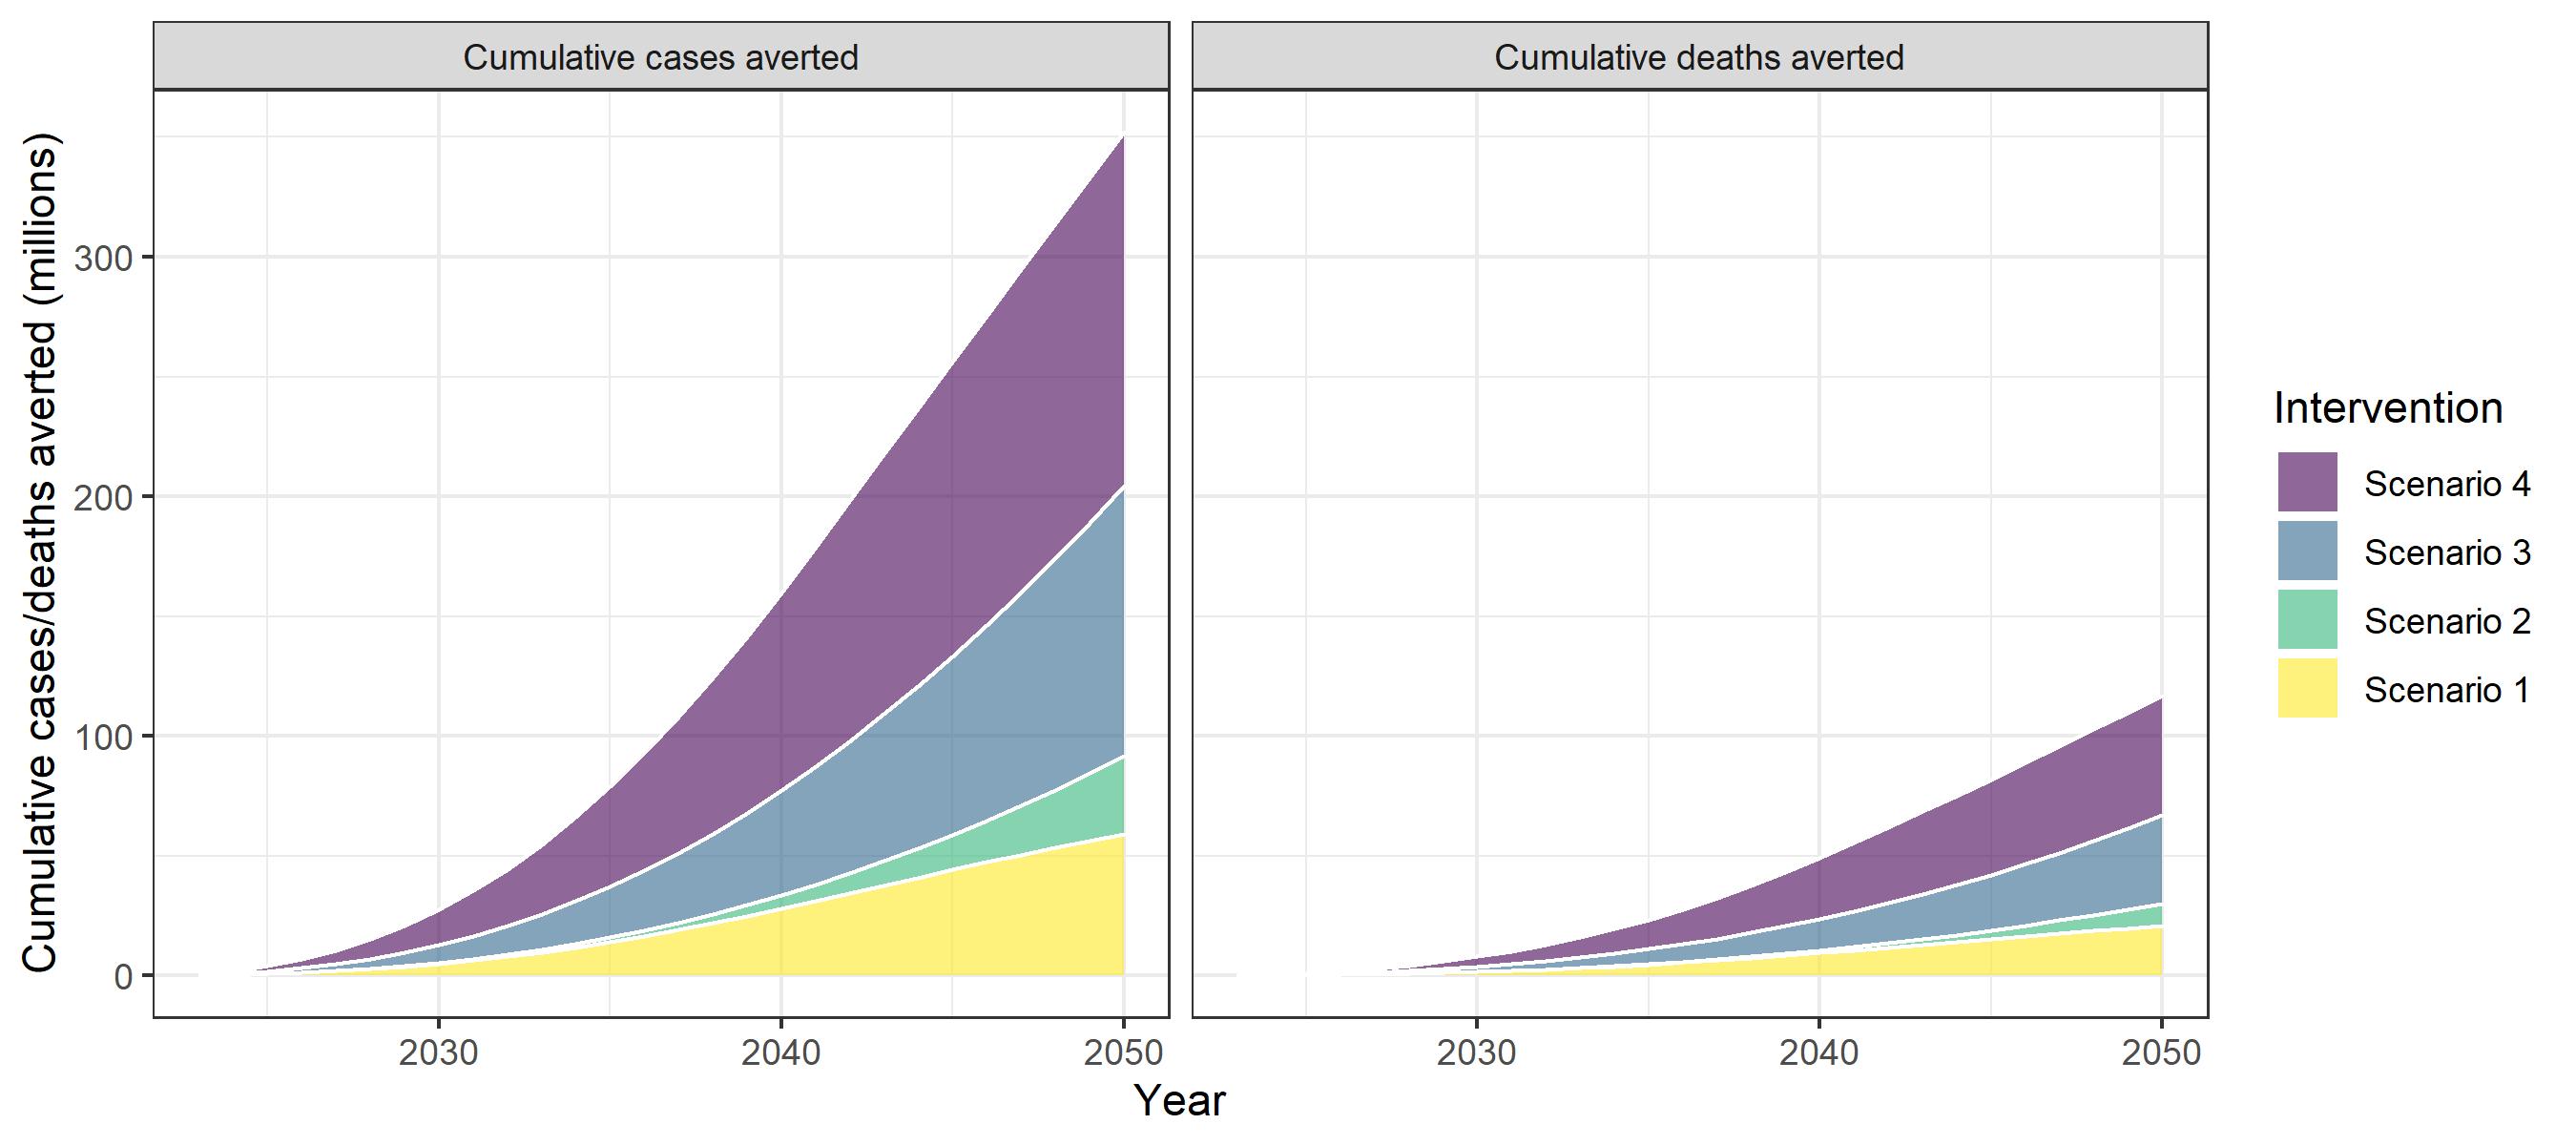 Cumulative cases averted
Cumulative deaths averted
Cumulative cases/deaths averted (millions)
300
200
100
0
2030
2040
2050
2030
2040
2050
Year
Intervention
Scenario 4
Scenario 3
Scenario 2
Scenario 1